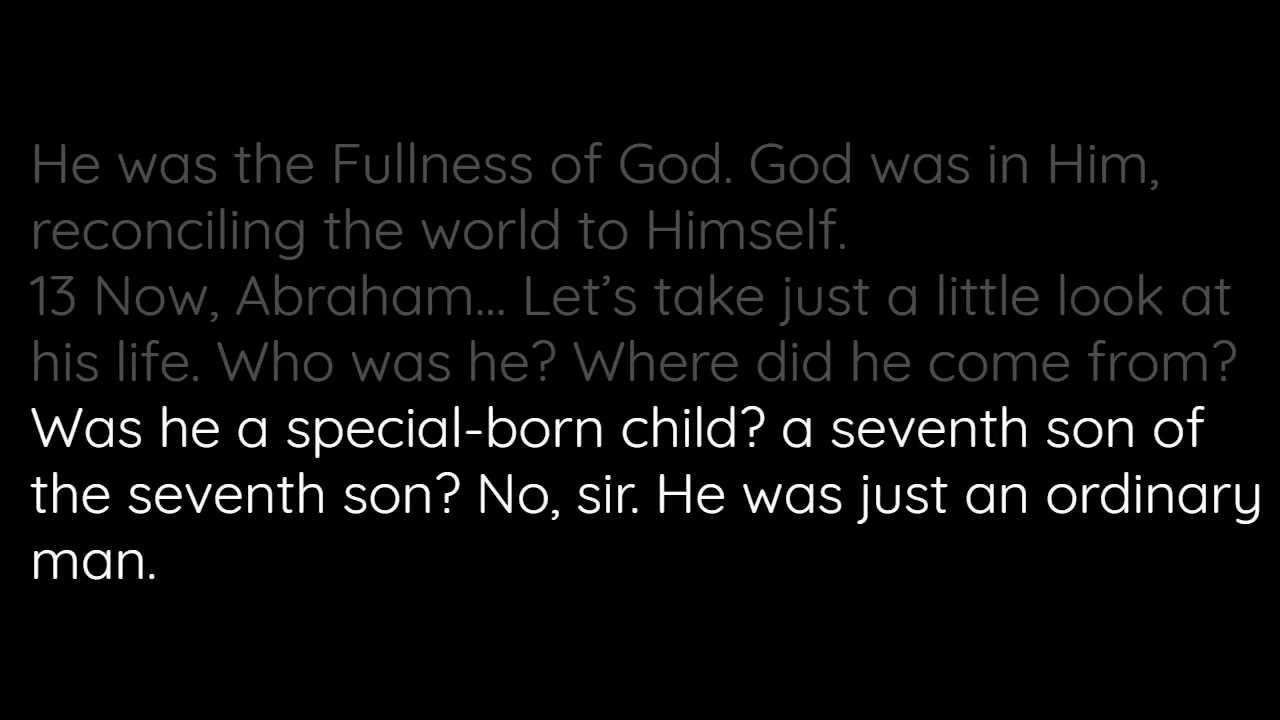 He was the Fullness of God. God was in Him,
reconciling the world to Himself.
13 Now, Abraham... Let’s take just a little look at
his life. Who was he? Where did he come from?
Was he a special-born child? a seventh son of
the seventh son? No, sir. He was just an ordinary
man.